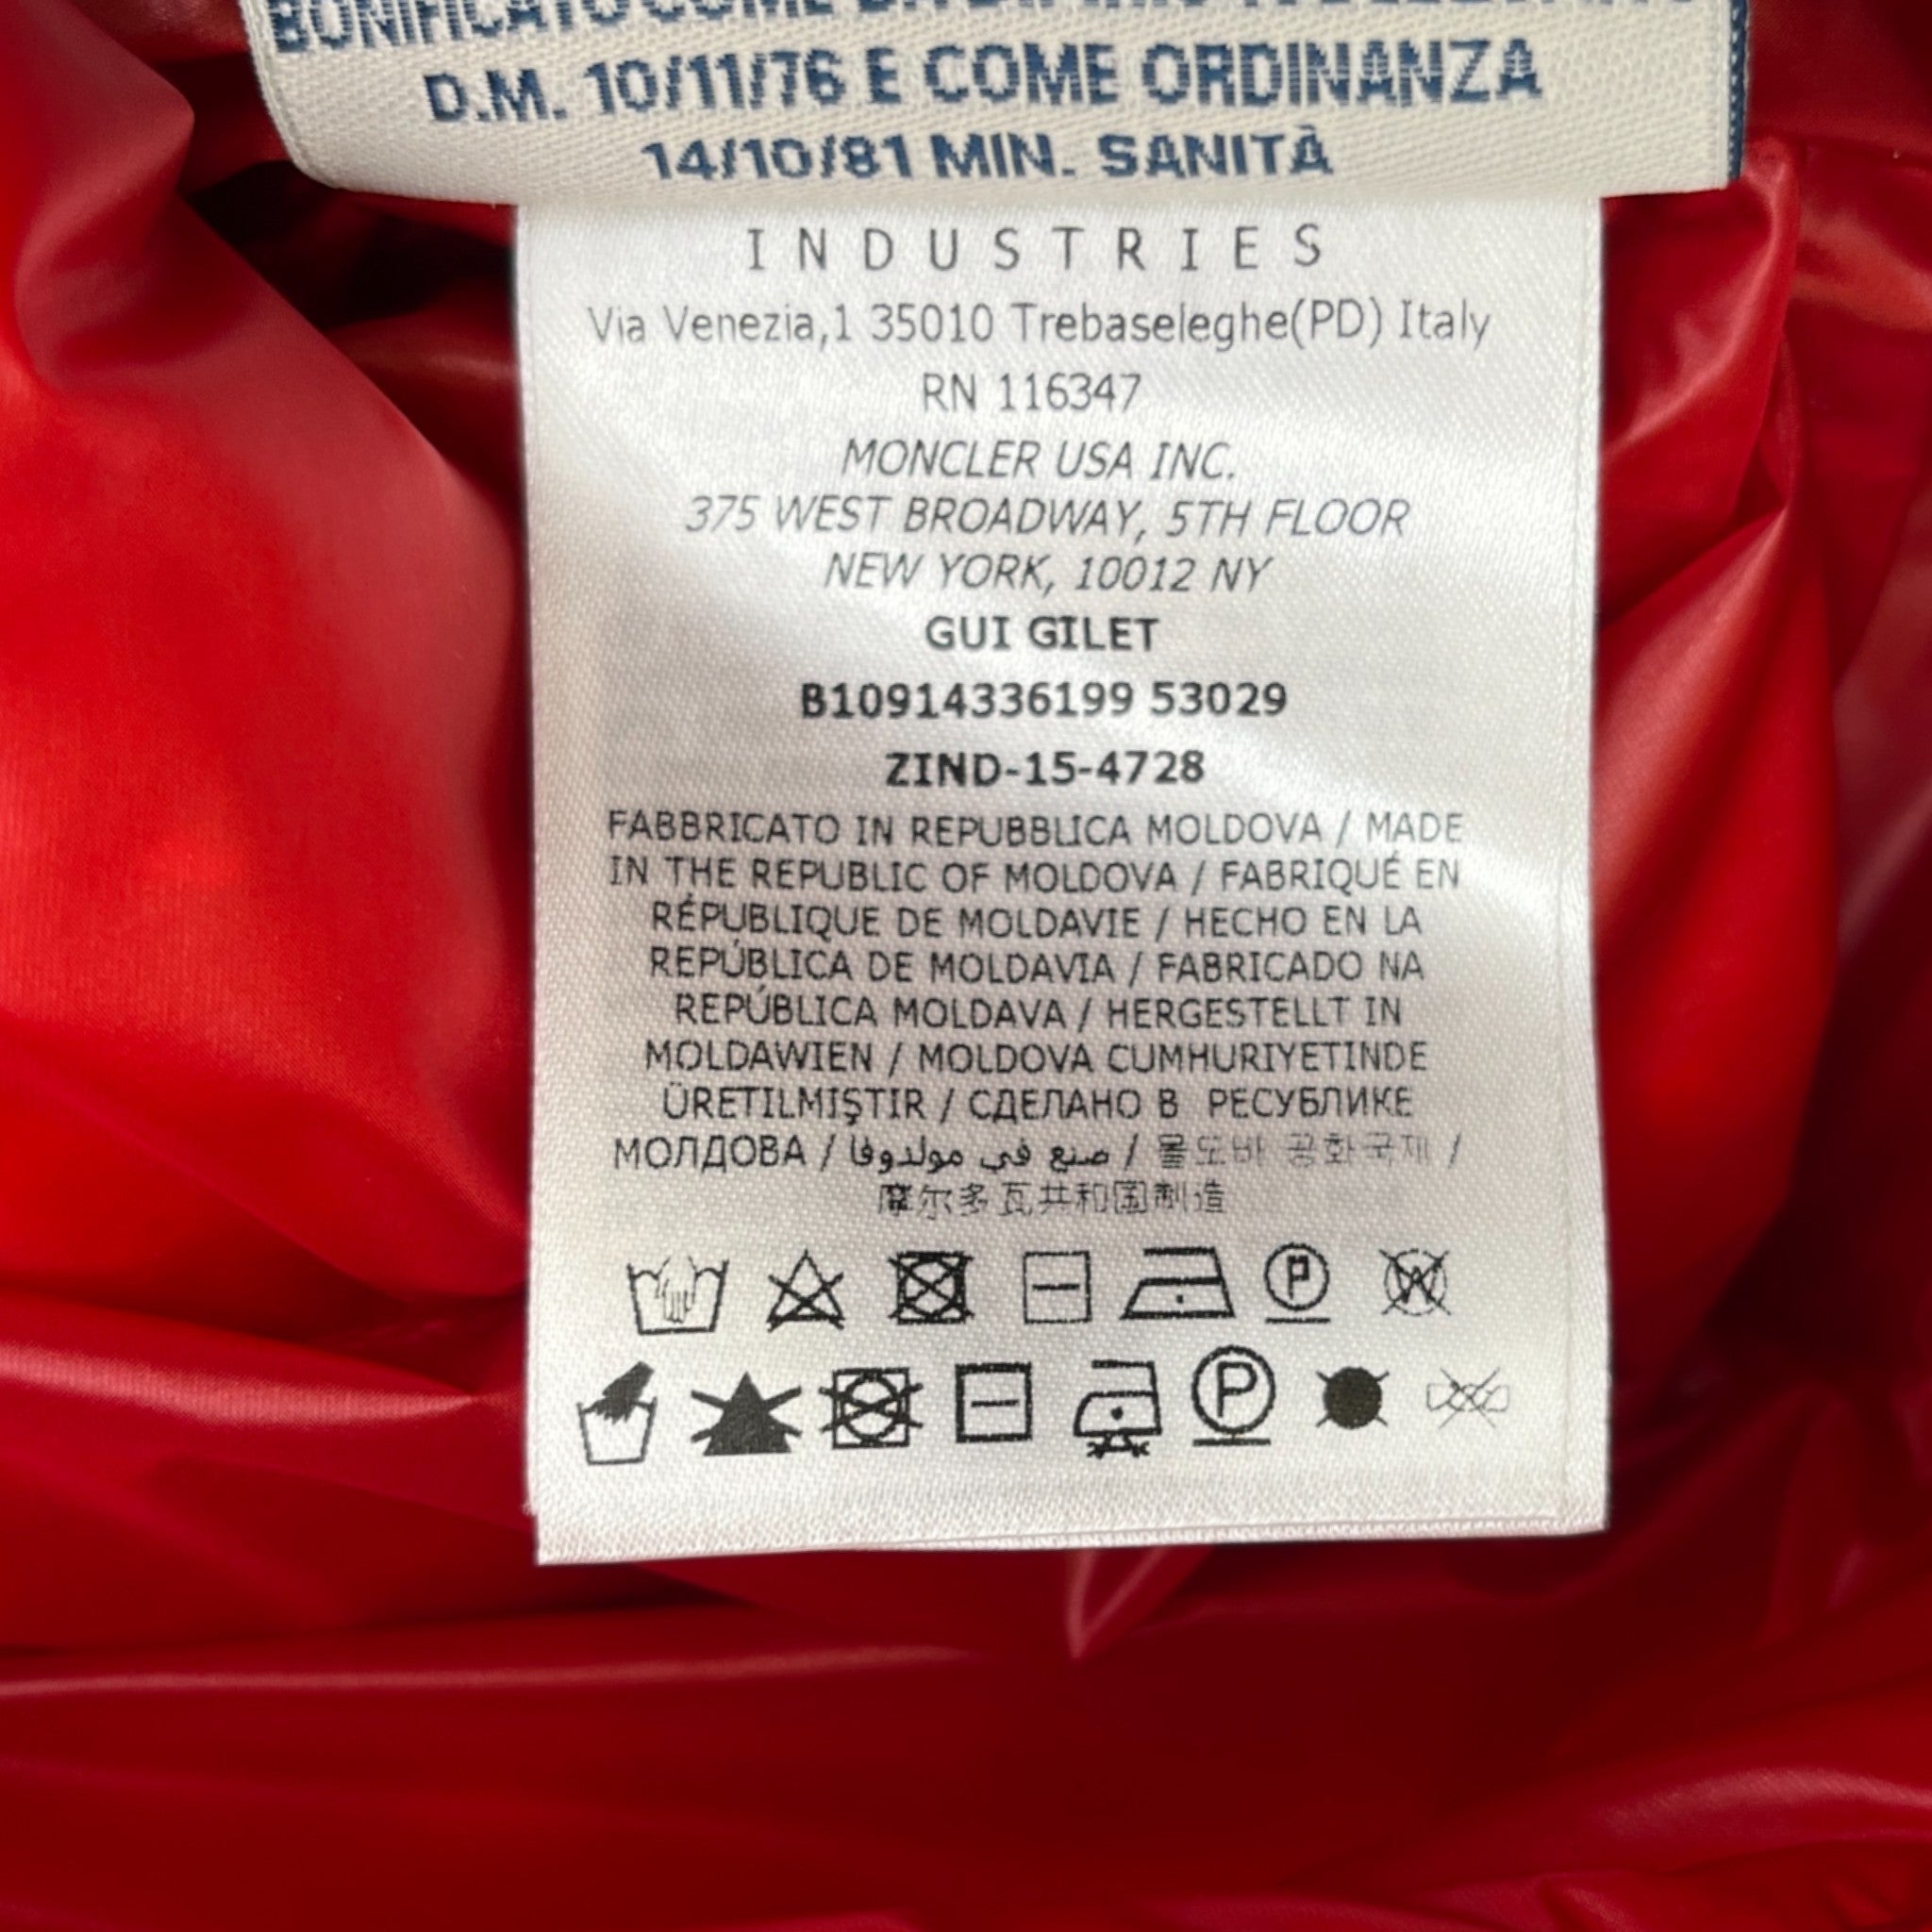 BONIFICATO COME
D.M. 10/11/76 E COME ORDINANZA
14/10/81 MIN. SANITÀ
INDUSTRIES
Via Venezia,1 35010 Trebaseleghe(PD) Italy
RN 116347
MONCLER USA INC.
375 WEST BROADWAY, 5TH FLOOR
NEW YORK, 10012 NY
GUI GILET
B10914336199 53029
ZIND-15-4728
FABBRICATO IN REPUBBLICA MOLDOVA / MADE
IN THE REPUBLIC OF MOLDOVA / FABRIQUÉ EN
RÉPUBLIQUE DE MOLDAVIE / HECHO EN LA
REPÚBLICA DE MOLDAVIA / FABRICADO NA
REPÚBLICA MOLDAVA / HERGESTELLT IN
MOLDAWIEN / MOLDOVA CUMHURIYETINDE
ÜRETILMIŞTIR / СДЕЛАНО В РЕСУБЛИКЕ
МОЛДОВА / صنع في مولدوفا / 몰도바 공화국제 /
摩尔多瓦共和国制造
P W
P